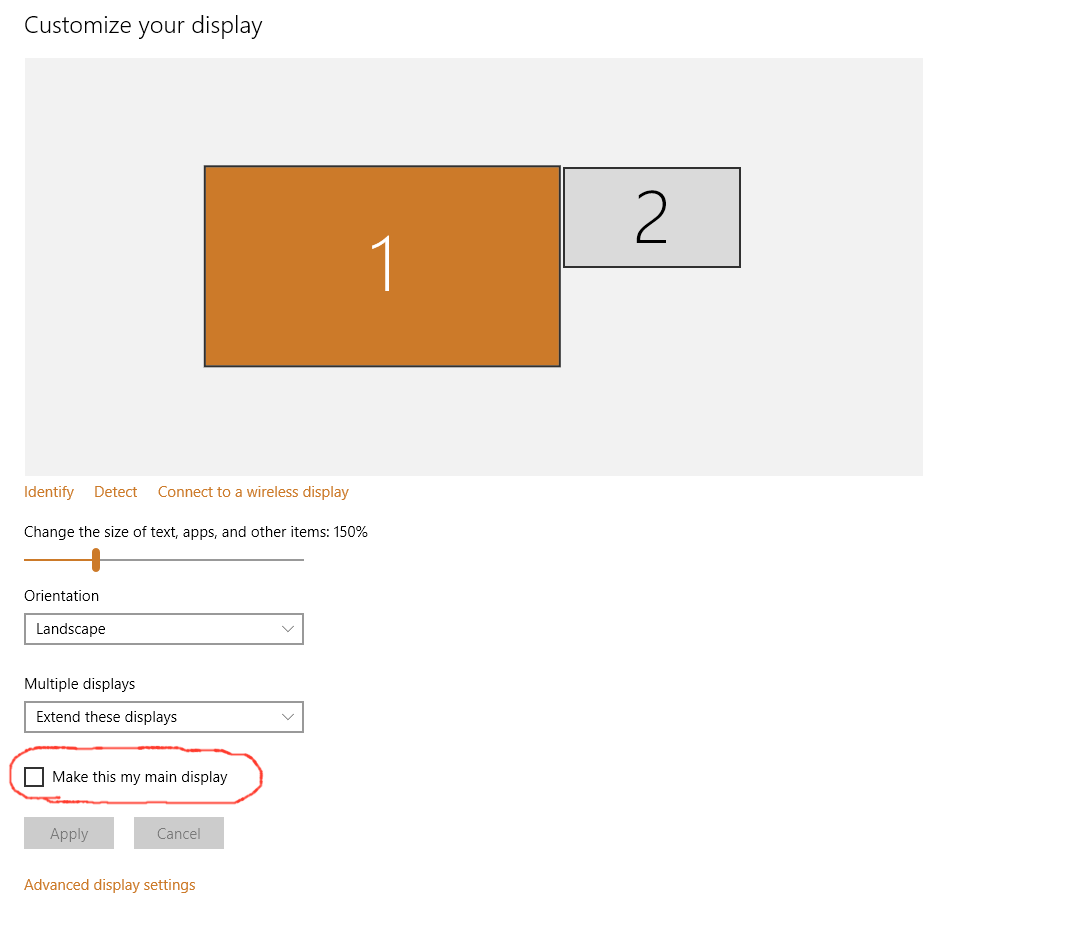 Customize your display
1
2
Identify Detect Connect to a wireless display
Change the size of text, apps, and other items: 150%
Orientation
Landscape
Multiple displays
Extend these displays
Make this my main display
Apply Cancel
Advanced display settings